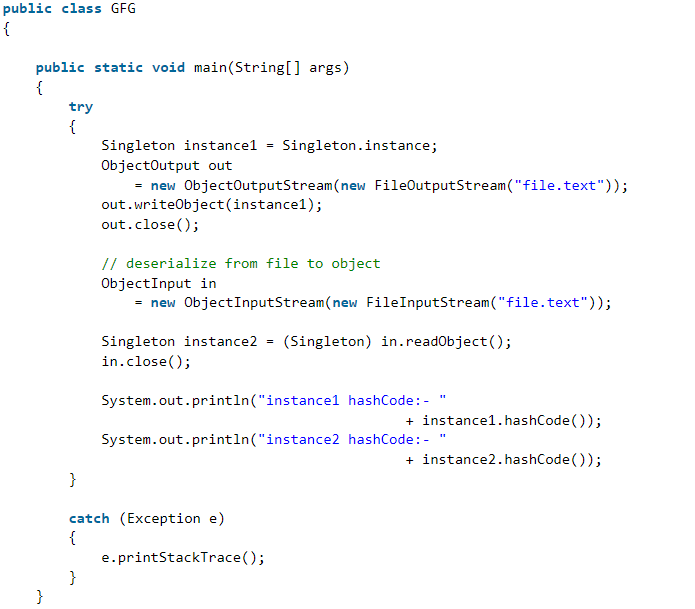 public class GFG
{
    public static void main(String[] args)
    {
        try
        {
            Singleton instance1 = Singleton.instance;
            ObjectOutput out
                = new ObjectOutputStream(new FileOutputStream("file.text"));
            out.writeObject(instance1);
            out.close();

            // deserialize from file to object
            ObjectInput in
                = new ObjectInputStream(new FileInputStream("file.text"));

            Singleton instance2 = (Singleton) in.readObject();
            in.close();

            System.out.println("instance1 hashCode:- "
                                                 + instance1.hashCode());
            System.out.println("instance2 hashCode:- "
                                                 + instance2.hashCode());
        }

        catch (Exception e)
        {
            e.printStackTrace();
        }
    }